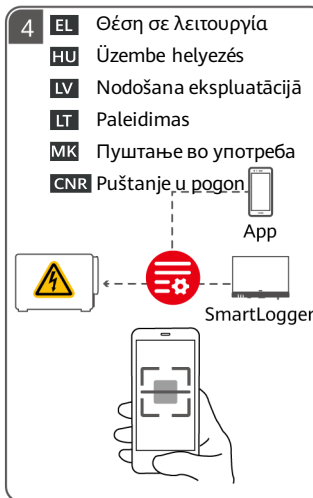 4
EL Θέση σε λειτουργία
HU Üzembe helyezés
LV Nodošana ekspluatācijā
LT Paleidimas
MK Пуштање во употреба
CNR Puštanje u pogon
App
SmartLogger